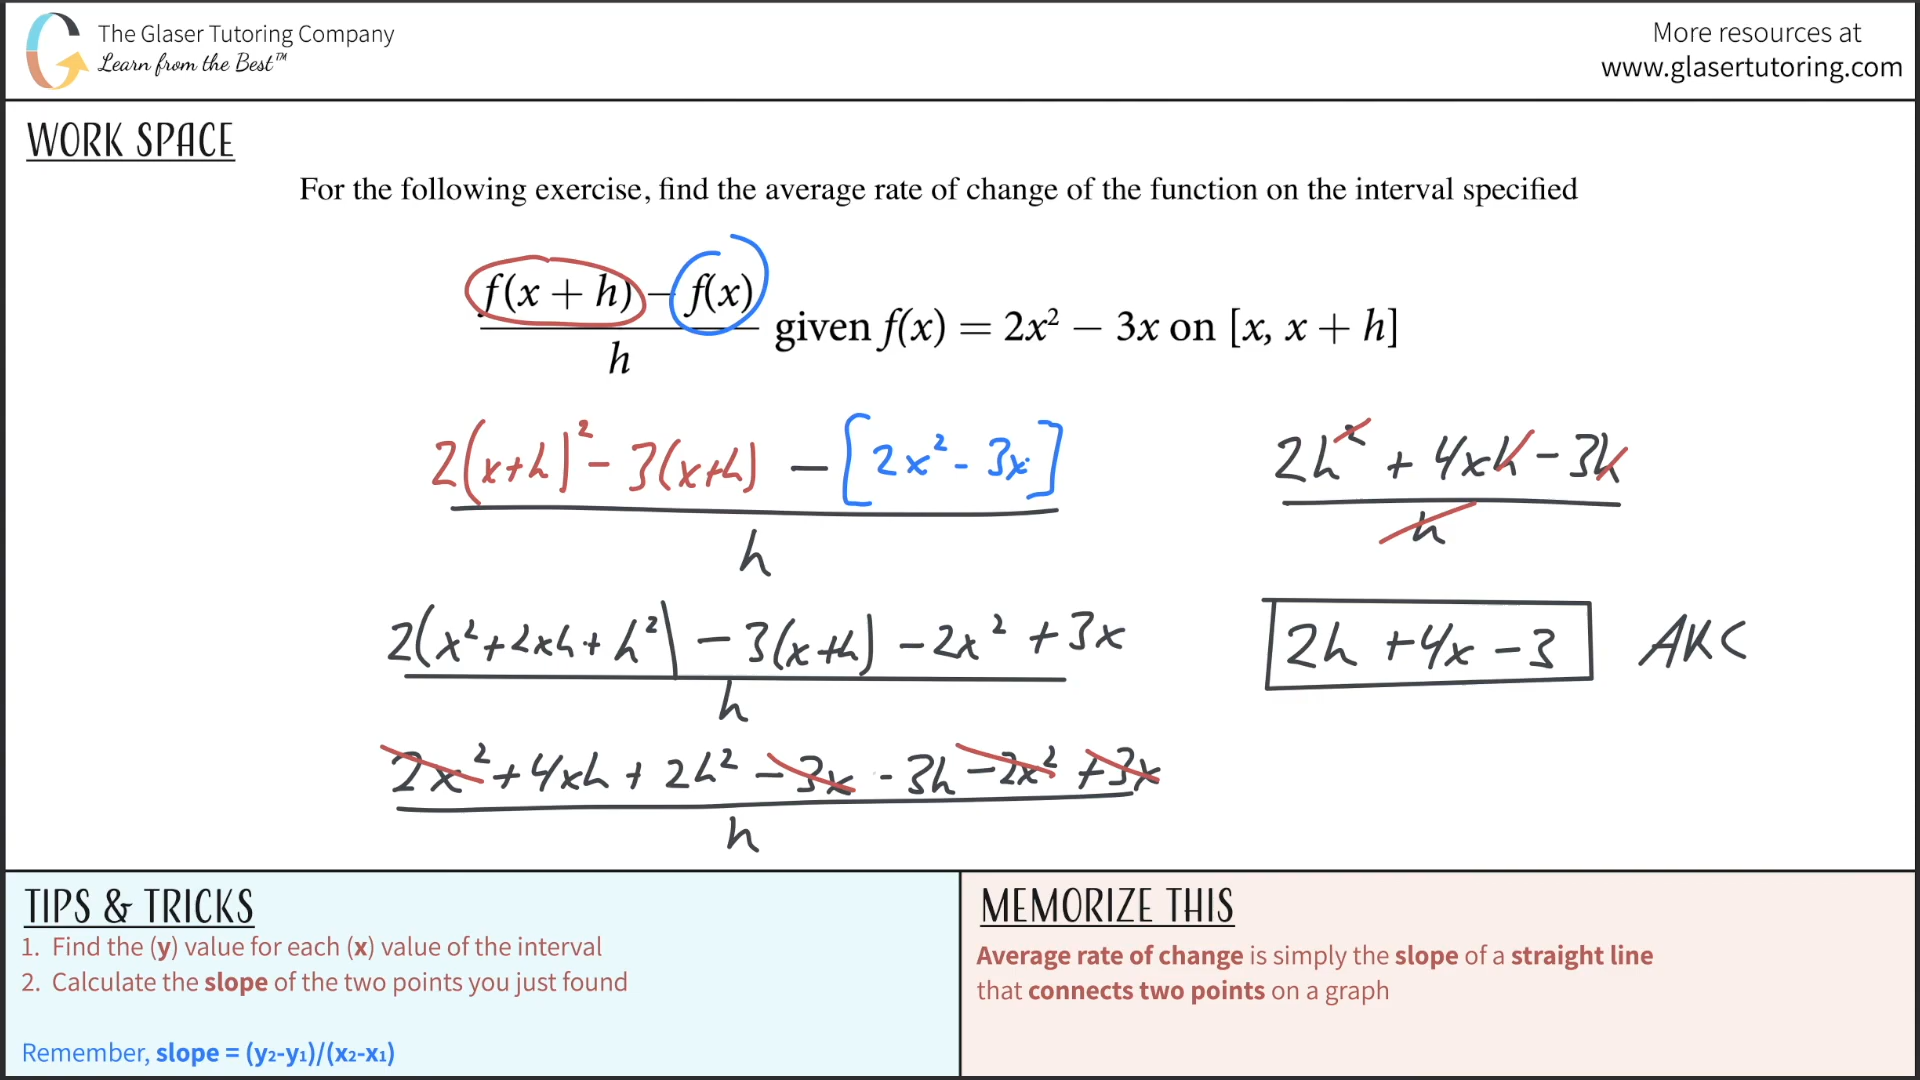 The Glaser Tutoring Company
Learn from the Best™
More resources at
www.glasertutoring.com
WORK SPACE
For the following exercise, find the average rate of change of the function on the interval specified
f(x + h) − f(x)
h
given f(x) = 2x² − 3x on [x, x + h]
2(x+h)² - 3(x+h) - [2x² - 3x]
h
2(x²+2xh+h²) - 3(x+h) - 2x² + 3x
h
2x² + 4xh + 2h² - 3x - 3h - 2x² + 3x
h
2h² + 4xh - 3h
h
2h + 4x - 3 ARC
TIPS & TRICKS
1. Find the (y) value for each (x) value of the interval
2. Calculate the slope of the two points you just found
Remember, slope = (y₂-y₁)/(x₂-x₁)
MEMORIZE THIS
Average rate of change is simply the slope of a straight line
that connects two points on a graph